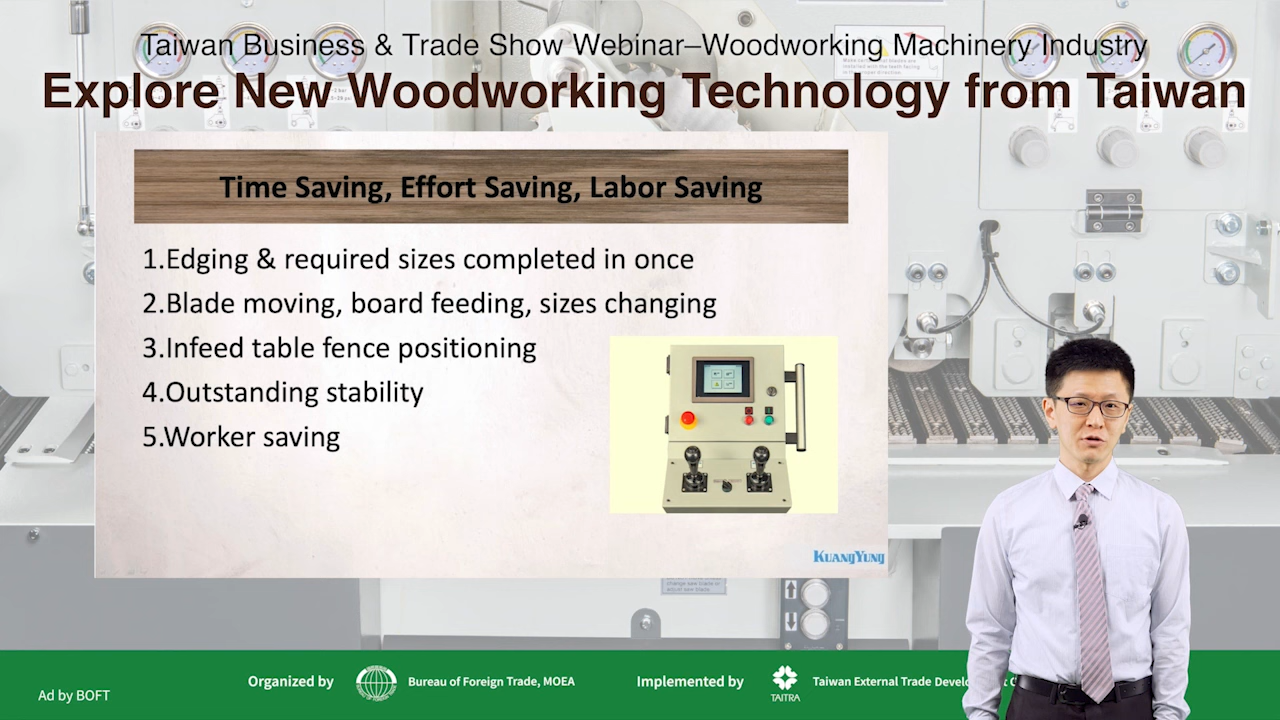 Taiwan Business & Trade Show Webinar–Woodworking Machinery Industry
Explore New Woodworking Technology from Taiwan
Time Saving, Effort Saving, Labor Saving
1.Edging & required sizes completed in once
2.Blade moving, board feeding, sizes changing
3.Infeed table fence positioning
4.Outstanding stability
5.Worker saving
KUANG YUNG
Ad by BOFT
Organized by
Bureau of Foreign Trade, MOEA
Implemented by
TAITRA
Taiwan External Trade